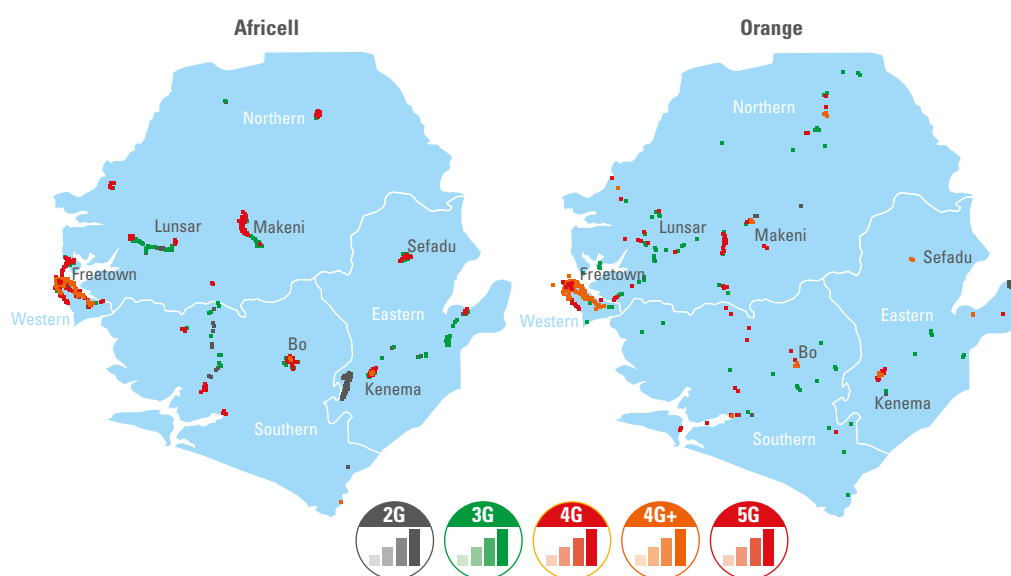 Africell
Northern
Lunsar
Makeni
Sefadu
Freetown
Western
Eastern
Bo
Kenema
Southern
Orange
Northern
Lunsar
Makeni
Sefadu
Freetown
Western
Eastern
Bo
Kenema
Southern
2G
3G
4G
4G+
5G